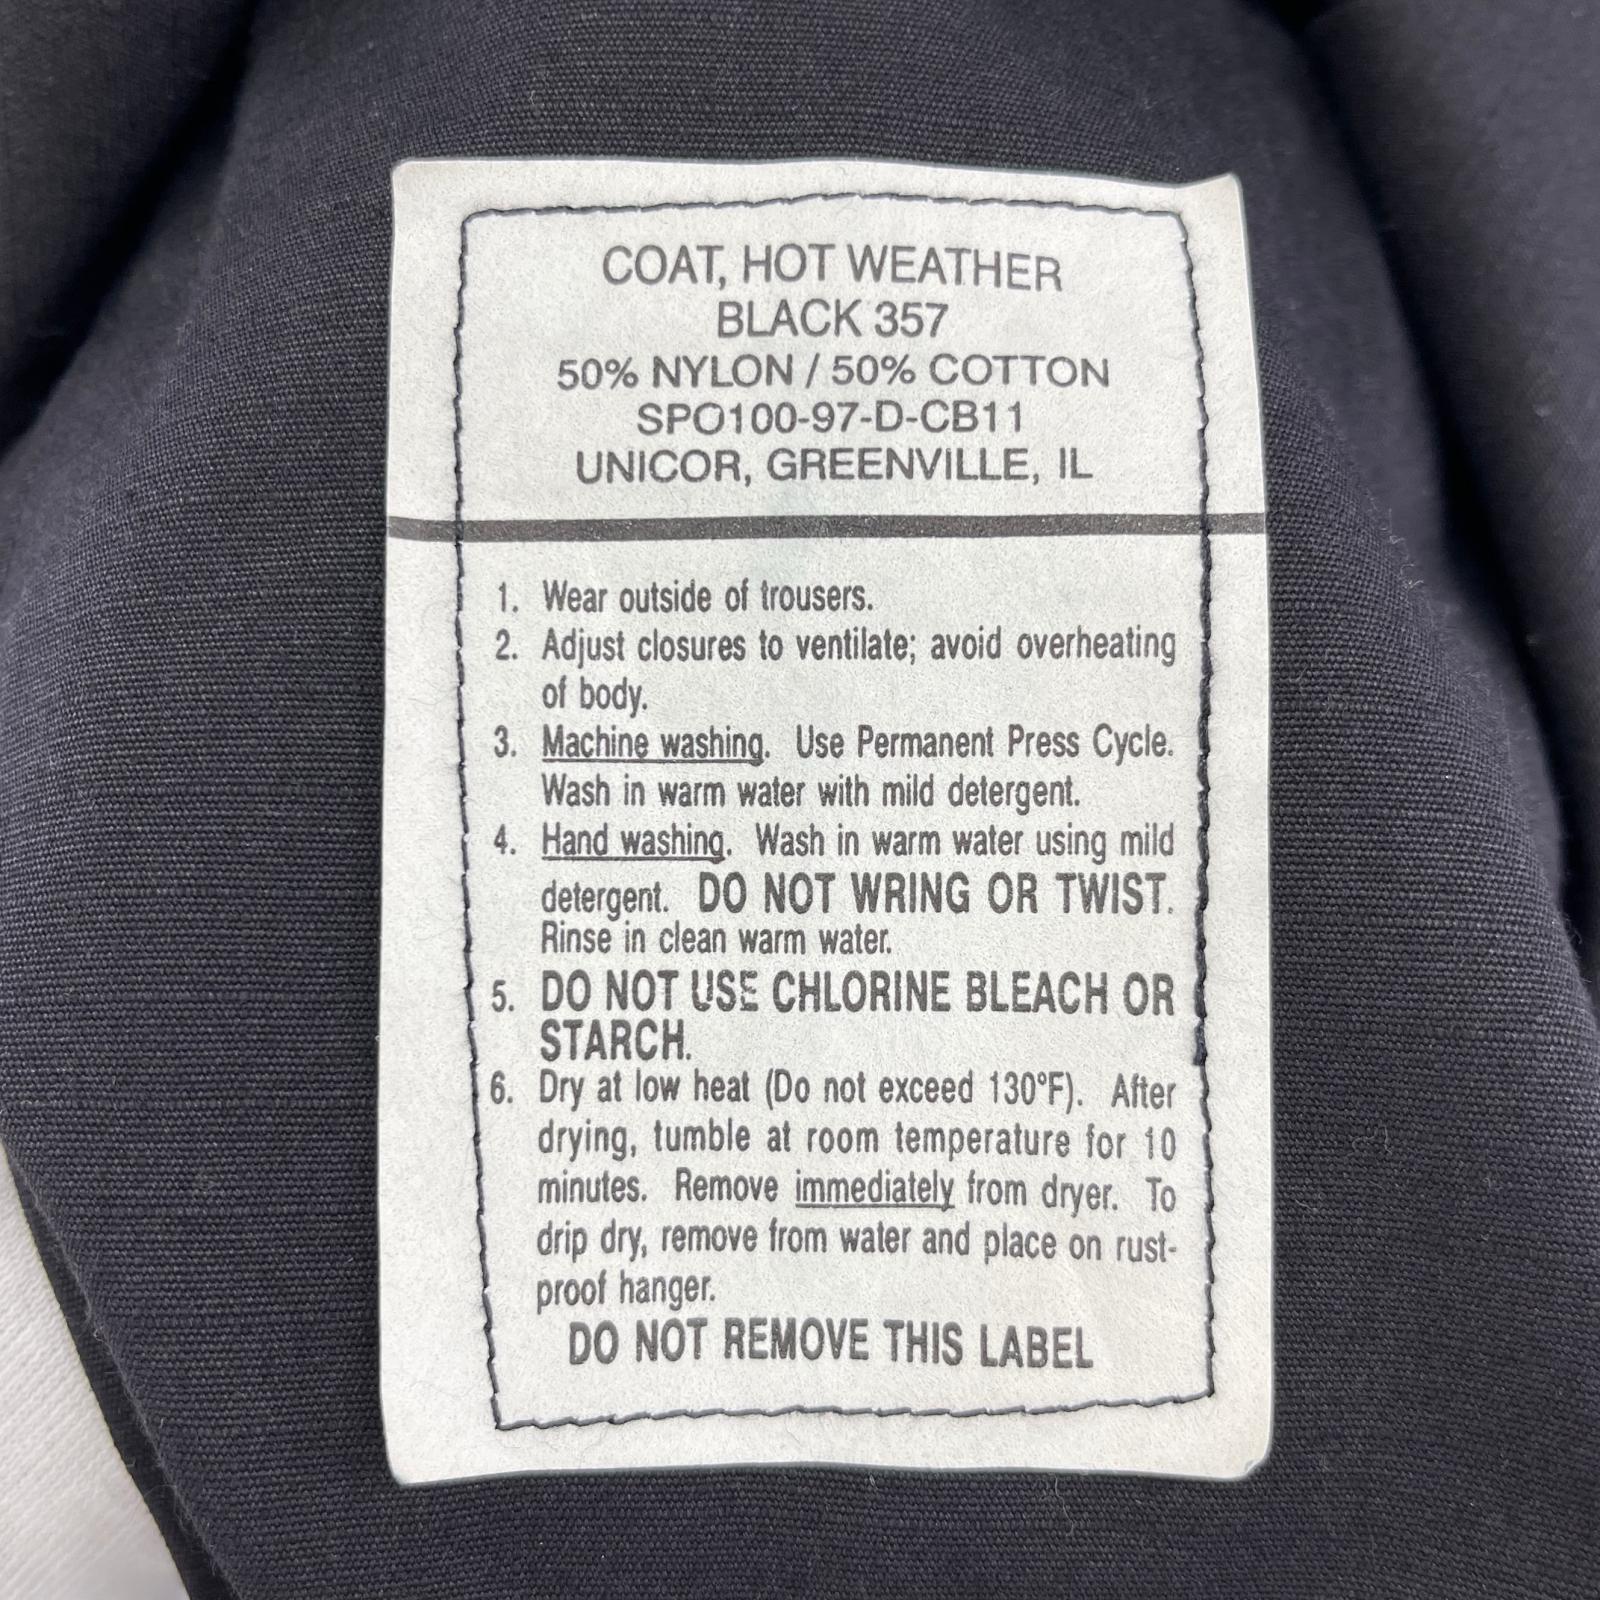 COAT, HOT WEATHER
BLACK 357
50% NYLON / 50% COTTON
SPO100-97-D-CB11
UNICOR, GREENVILLE, IL
1. Wear outside of trousers.
2. Adjust closures to ventilate; avoid overheating
of body.
3. Machine washing. Use Permanent Press Cycle.
Wash in warm water with mild detergent.
4. Hand washing. Wash in warm water using mild
detergent. DO NOT WRING OR TWIST.
Rinse in clean warm water.
5. DO NOT USE CHLORINE BLEACH OR
STARCH.
6. Dry at low heat (Do not exceed 130°F). After
drying, tumble at room temperature for 10
minutes. Remove immediately from dryer. To
drip dry, remove from water and place on rust-
proof hanger.
DO NOT REMOVE THIS LABEL